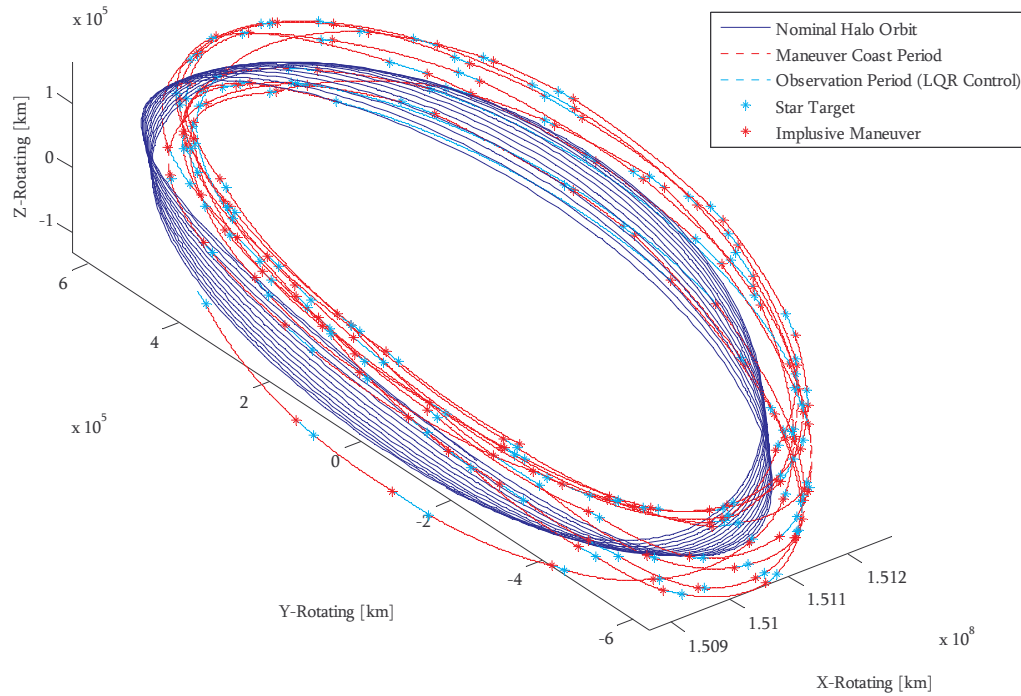 x 10^5
Nominal Halo Orbit
Maneuver Coast Period
Observation Period (LQR Control)
Star Target
Implusive Maneuver
Z-Rotating [km]
1
0
-1
6
4
2
0
-2
-4
-6
x 10^5
Y-Rotating [km]
1.509
1.51
1.511
1.512
x 10^8
X-Rotating [km]